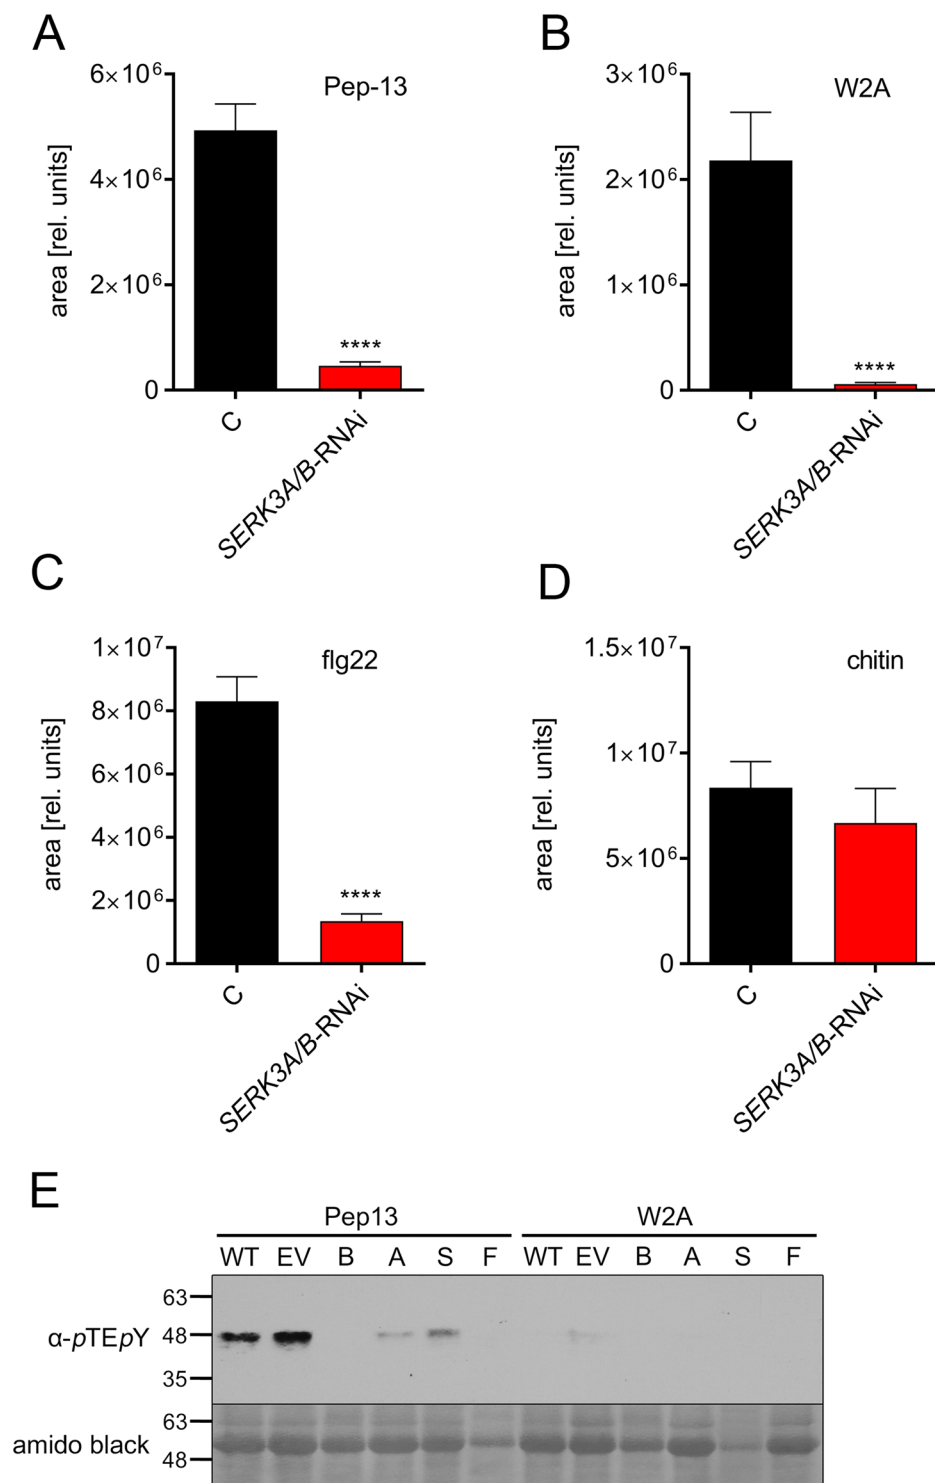 A
6×10⁶
4×10⁶
2×10⁶
0
area [rel. units]
Pep-13
****
C
SERK3A/B-RNAi
B
3×10⁶
2×10⁶
1×10⁶
0
area [rel. units]
W2A
****
C
SERK3A/B-RNAi
C
1×10⁷
8×10⁶
6×10⁶
4×10⁶
2×10⁶
0
area [rel. units]
flg22
****
C
SERK3A/B-RNAi
D
1.5×10⁷
1×10⁷
5×10⁶
0
area [rel. units]
chitin
C
SERK3A/B-RNAi
E
Pep13 W2A
WT EV B A S F WT EV B A S F
63
α-pTEpY 48
35
63
amido black
48